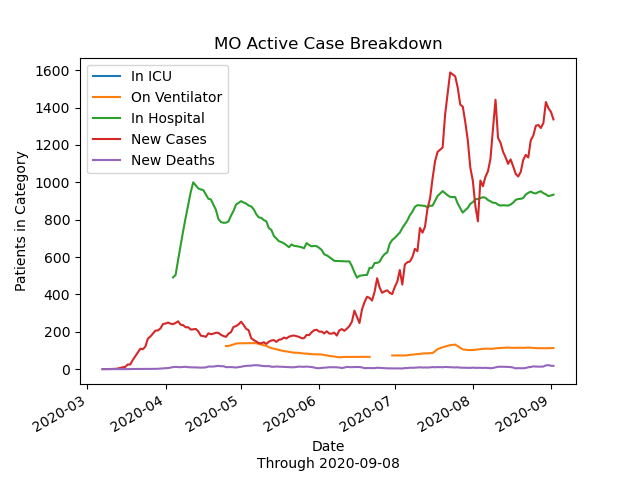 MO Active Case Breakdown
In ICU
On Ventilator
In Hospital
New Cases
New Deaths
Patients in Category
1600
1400
1200
1000
800
600
400
200
0
2020-03
2020-04
2020-05
2020-06
2020-07
2020-08
2020-09
Date
Through 2020-09-08